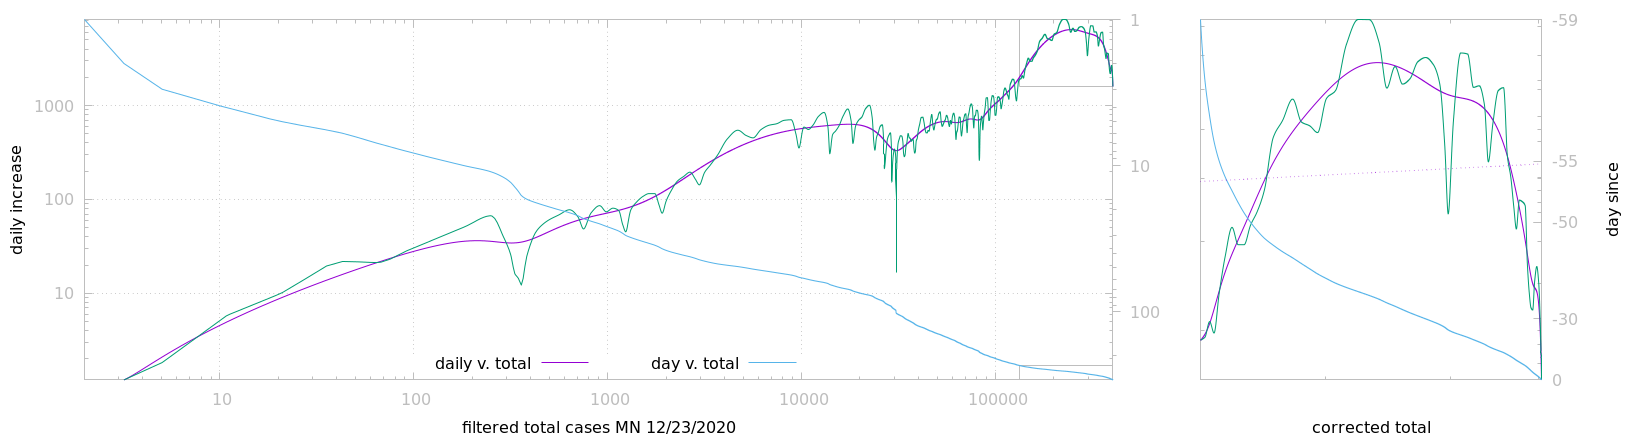 daily increase
1000
100
10
10
100
1000
10000
100000
filtered total cases MN 12/23/2020
daily v. total
day v. total
1
10
100
-59
-55
-50
-30
0
day since
corrected total